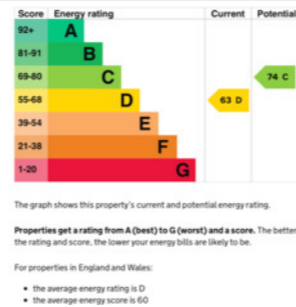 Score Energy rating Current Potential
92+ A
81-91 B
69-80 C 74 C
55-68 D 63 D
39-54 E
21-38 F
1-20 G
The graph shows this property's current and potential energy rating.
Properties get a rating from A (best) to G (worst) and a score. The better
the rating and score, the lower your energy bills are likely to be.
For properties in England and Wales:
• the average energy rating is D
• the average energy score is 60